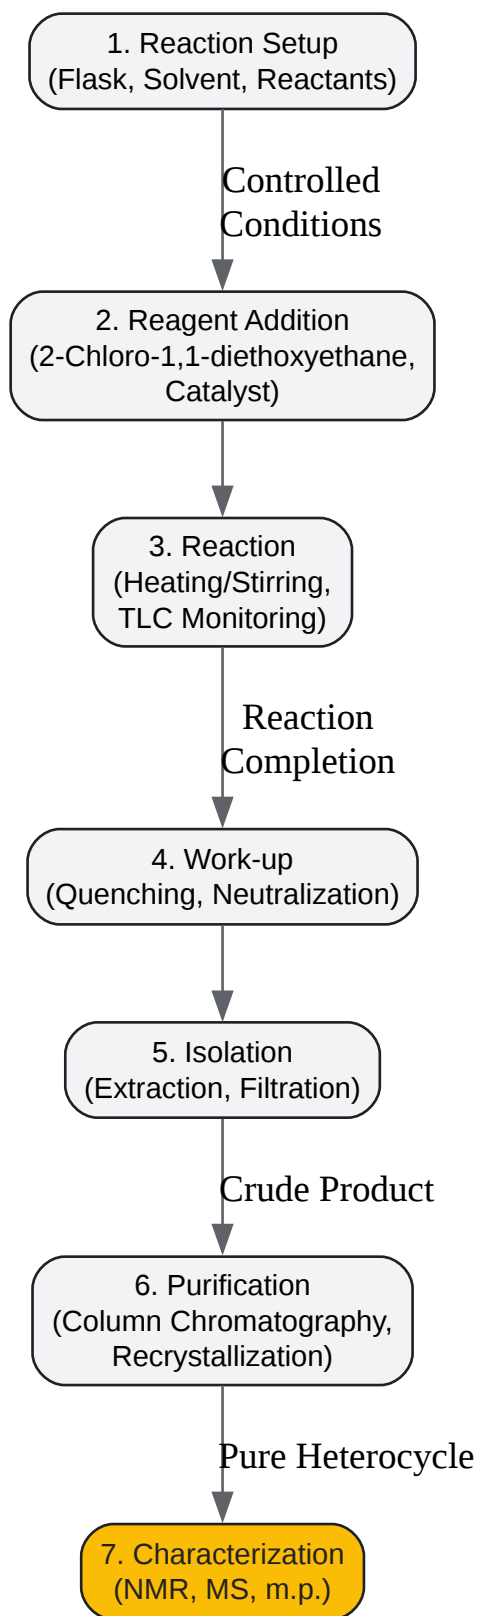 1. Reaction Setup
(Flask, Solvent, Reactants)
Controlled
Conditions
2. Reagent Addition
(2-Chloro-1,1-diethoxyethane,
Catalyst)
3. Reaction
(Heating/Stirring,
TLC Monitoring)
Reaction
Completion
4. Work-up
(Quenching, Neutralization)
5. Isolation
(Extraction, Filtration)
Crude Product
6. Purification
(Column Chromatography,
Recrystallization)
Pure Heterocycle
7. Characterization
(NMR, MS, m.p.)